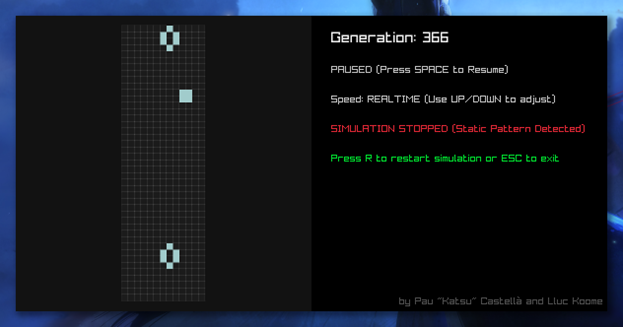 Generation: 366
PAUSED (Press SPACE to Resume)
Speed: REALTIME (Use UP/DOWN to adjust)
SIMULATION STOPPED (Static Pattern Detected)
Press R to restart simulation or ESC to exit
by Pau "Katsu" Castellà and Lluc Koome